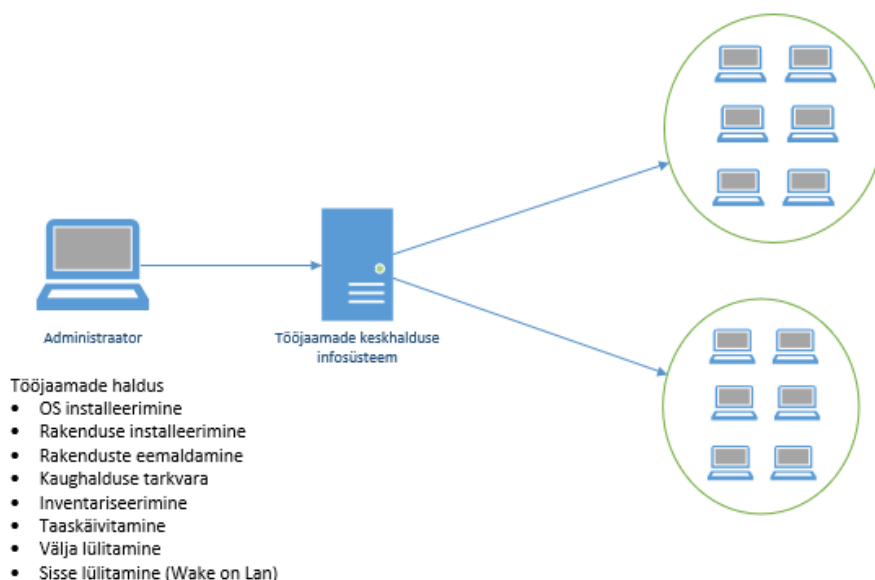 Administraator
Tööjaamade keskhalduse
infosüsteem
Tööjaamade haldus
• OS installeerimine
• Rakenduse installeerimine
• Rakenduste eemaldamine
• Kaughalduse tarkvara
• Inventariseerimine
• Taaskäivitamine
• Välja lülitamine
• Sisse lülitamine (Wake on Lan)